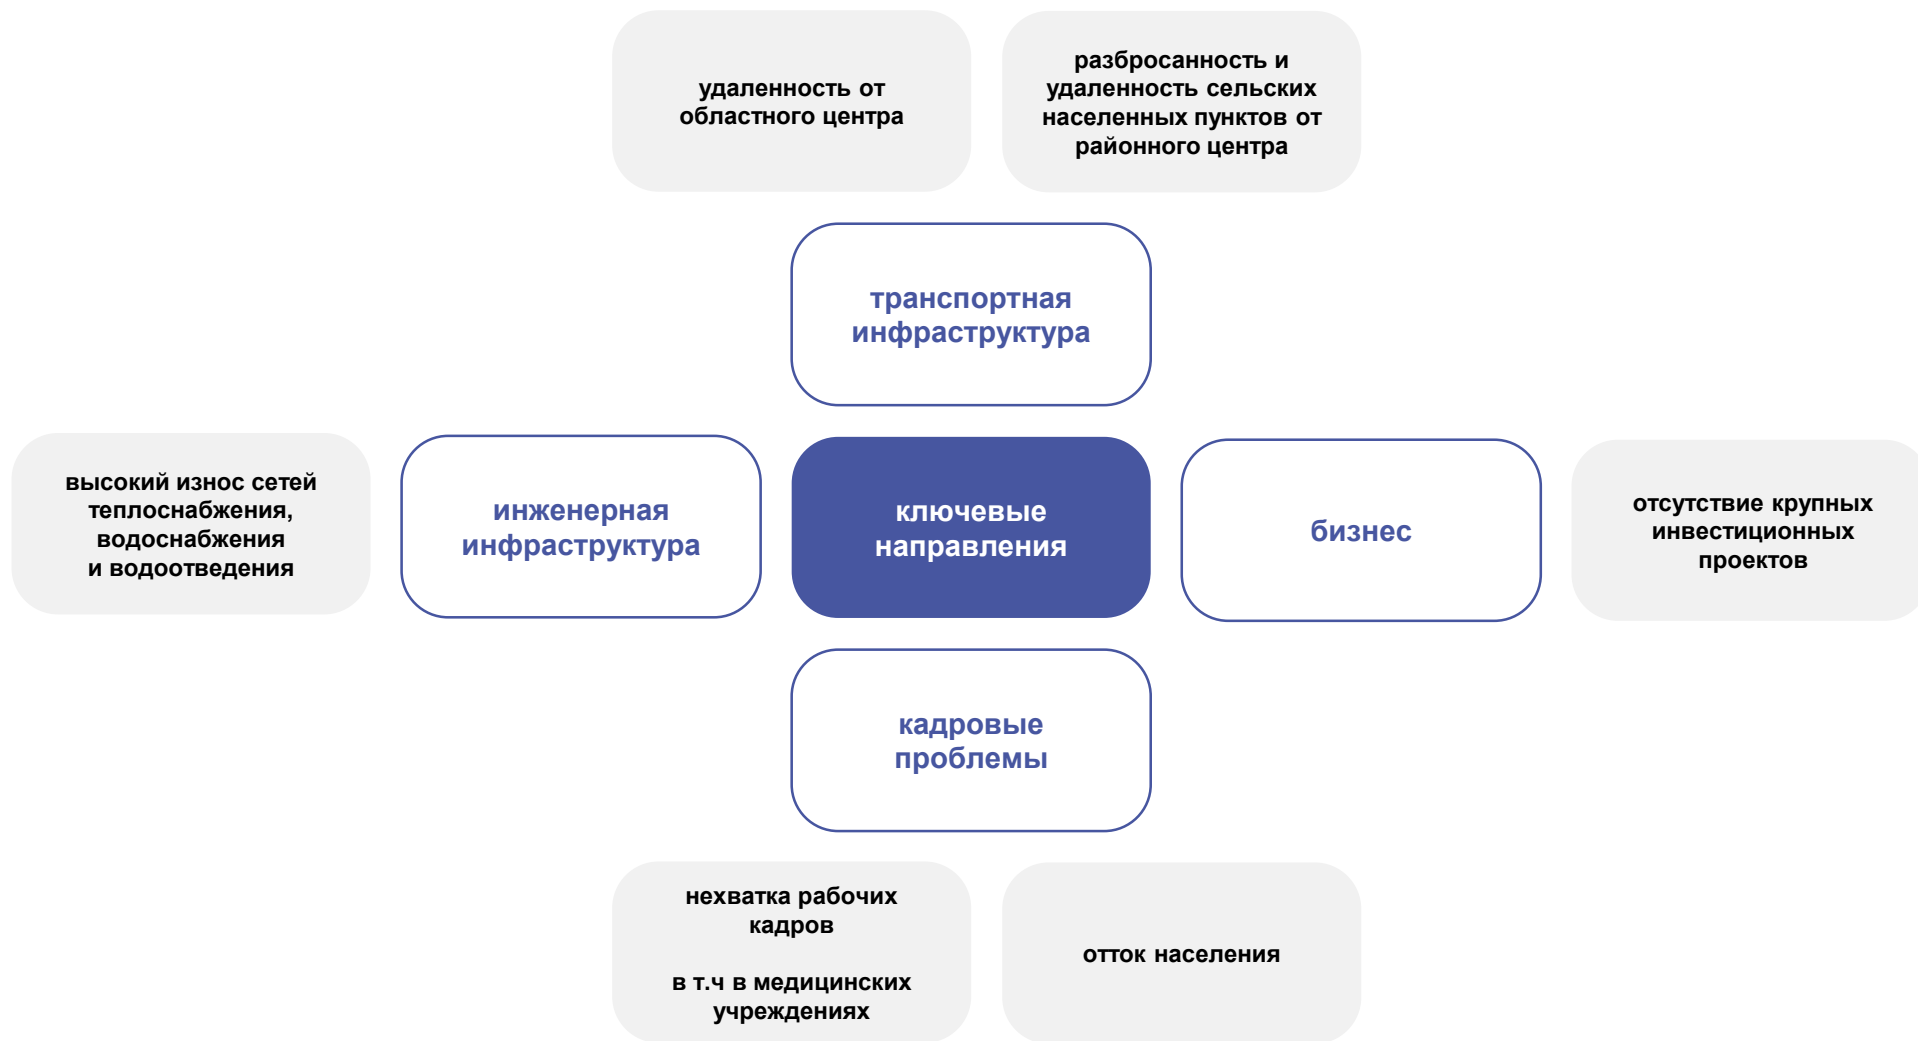 удаленность от
областного центра
разбросанность и
удаленность сельских
населенных пунктов от
районного центра
транспортная
инфраструктура
высокий износ сетей
теплоснабжения,
водоснабжения
и водоотведения
инженерная
инфраструктура
ключевые
направления
бизнес
отсутствие крупных
инвестиционных
проектов
кадровые
проблемы
нехватка рабочих
кадров
в т.ч в медицинских
учреждениях
отток населения